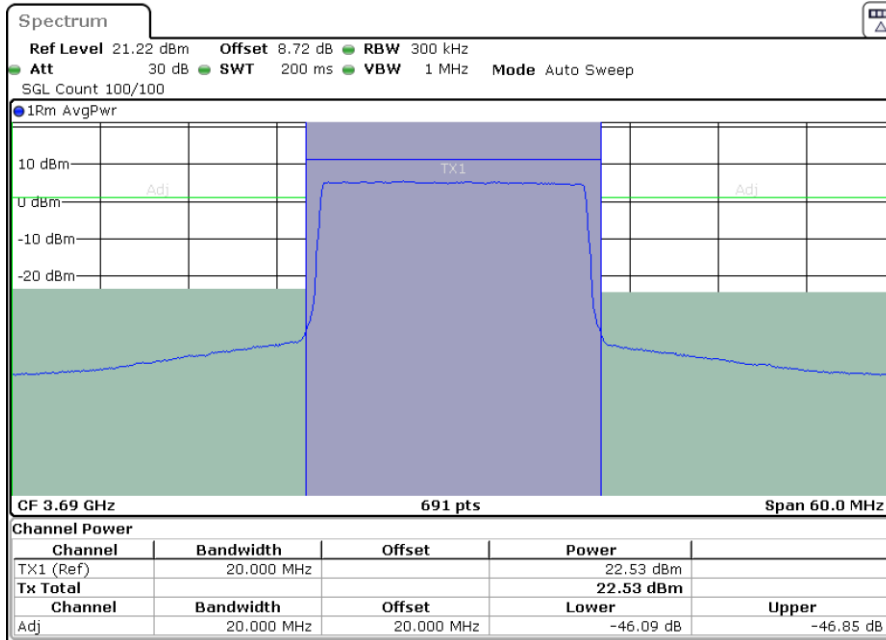 Spectrum
Ref Level 21.22 dBm Offset 8.72 dB RBW 300 kHz
Att 30 dB SWT 200 ms VBW 1 MHz Mode Auto Sweep
SGL Count 100/100
1Rm AvgPwr
10 dBm
TX1
Adj Adj
0 dBm
-10 dBm
-20 dBm
CF 3.69 GHz 691 pts Span 60.0 MHz
Channel Power
Channel Bandwidth Offset Power
TX1 (Ref) 20.000 MHz 22.53 dBm
Tx Total 22.53 dBm
Channel Bandwidth Offset Lower Upper
Adj 20.000 MHz 20.000 MHz -46.09 dB -46.85 dB